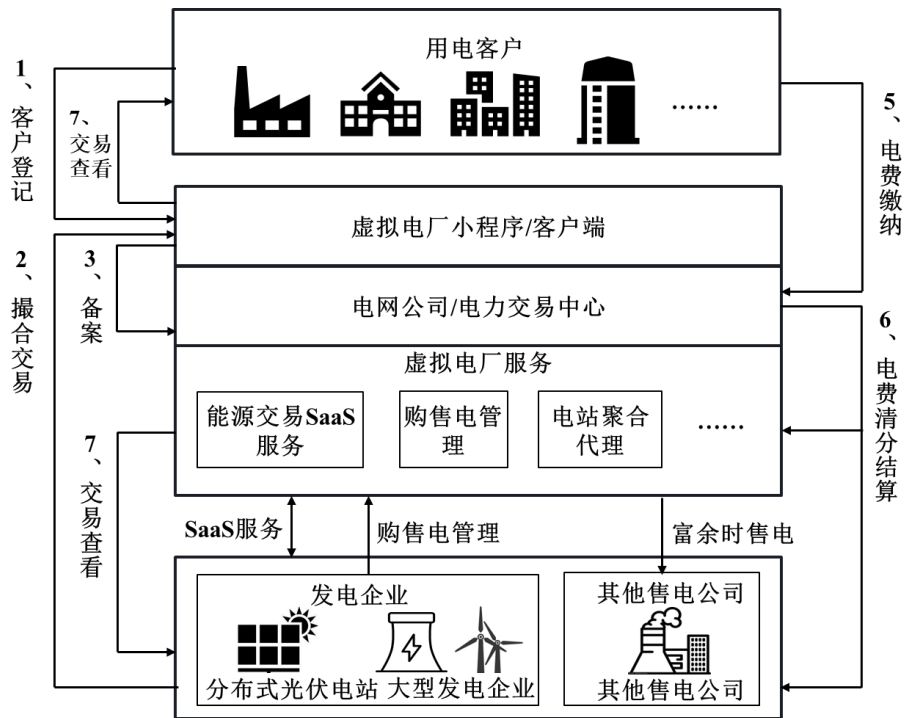 用电客户
……
1、客户登记
7、
交易
查看
5、电费缴纳
虚拟电厂小程序/客户端
2、撮合交易
3、备案
电网公司/电力交易中心
6、电费清分结算
虚拟电厂服务
能源交易SaaS
服务
购售电管
理
电站聚合
代理
……
7、交易查看
SaaS服务
购售电管理
富余时售电
发电企业
分布式光伏电站
大型发电企业
其他售电公司
其他售电公司